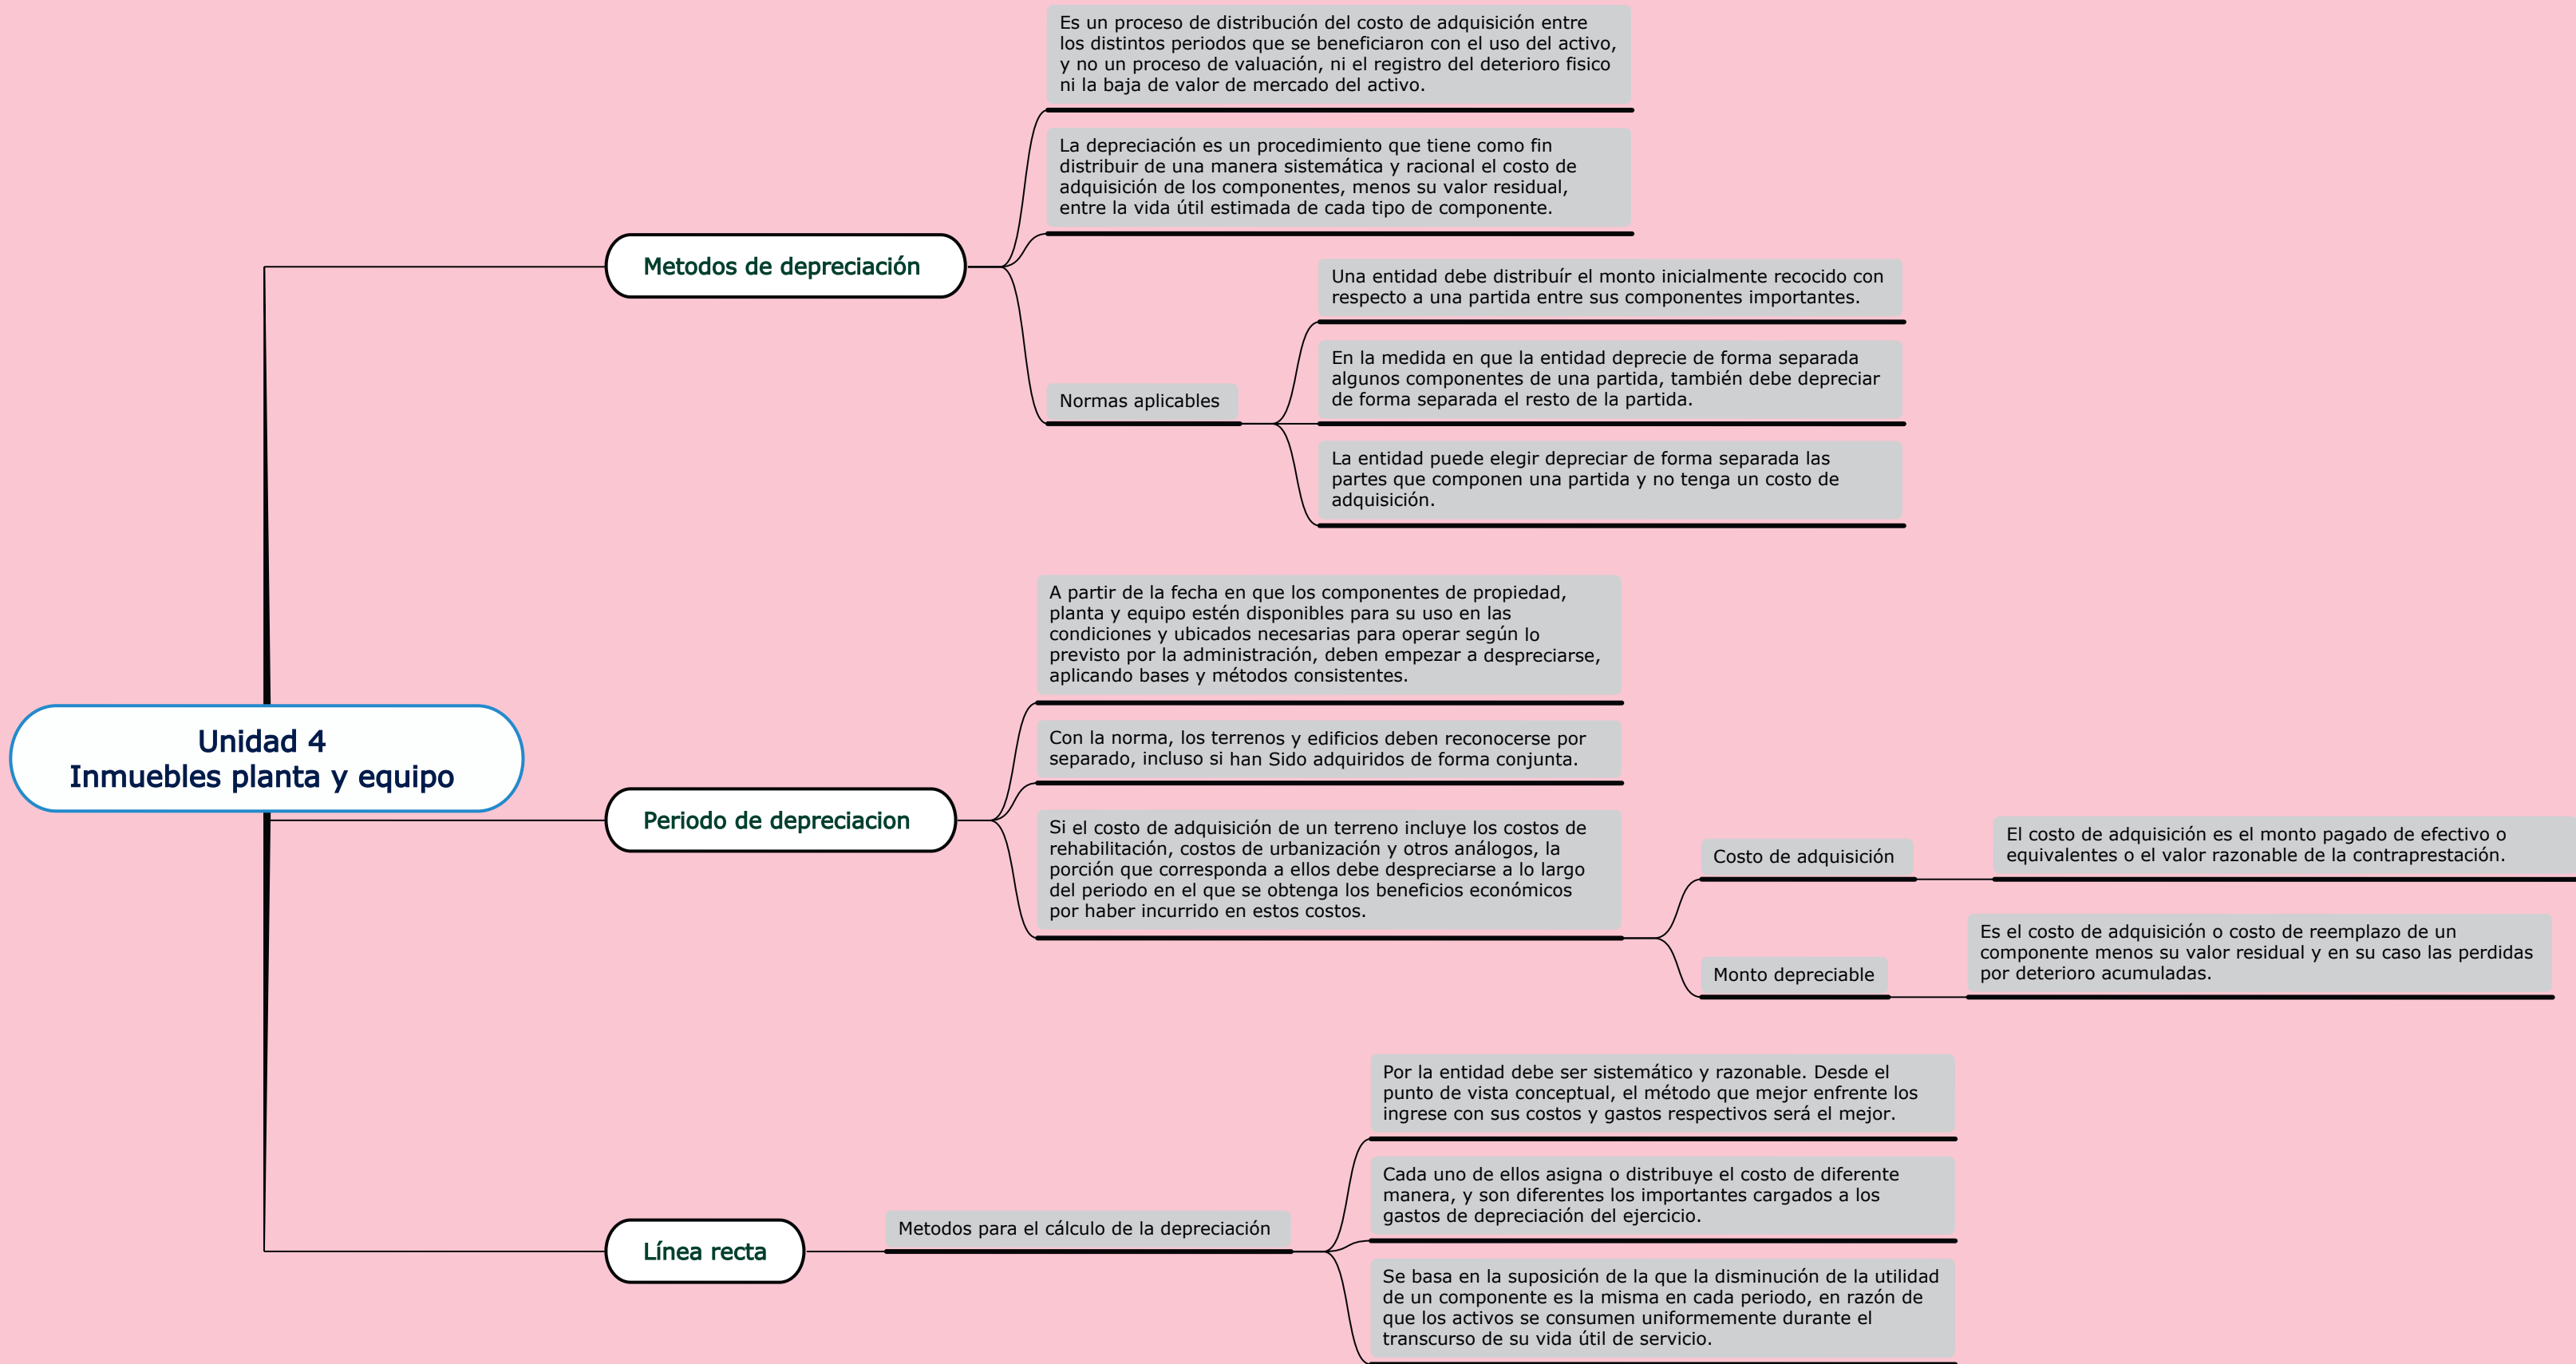 Es un proceso de distribución del costo de adquisición entre
los distintos periodos que se beneficiaron con el uso del activo,
y no un proceso de valuación, ni el registro del deterioro fisico
ni la baja de valor de mercado del activo.
La depreciación es un procedimiento que tiene como fin
distribuir de una manera sistemática y racional el costo de
adquisición de los componentes, menos su valor residual,
entre la vida útil estimada de cada tipo de componente.
Metodos de depreciación
Una entidad debe distribuír el monto inicialmente recocido con
respecto a una partida entre sus componentes importantes.
En la medida en que la entidad deprecie de forma separada
algunos componentes de una partida, también debe depreciar
de forma separada el resto de la partida.
Normas aplicables
La entidad puede elegir depreciar de forma separada las
partes que componen una partida y no tenga un costo de
adquisición.
A partir de la fecha en que los componentes de propiedad,
planta y equipo estén disponibles para su uso en las
condiciones y ubicados necesarias para operar según lo
previsto por la administración, deben empezar a despreciarse,
aplicando bases y métodos consistentes.
Unidad 4
Inmuebles planta y equipo
Con la norma, los terrenos y edificios deben reconocerse por
separado, incluso si han Sido adquiridos de forma conjunta.
Periodo de depreciacion
Si el costo de adquisición de un terreno incluye los costos de
rehabilitación, costos de urbanización y otros análogos, la
porción que corresponda a ellos debe despreciarse a lo largo
del periodo en el que se obtenga los beneficios económicos
por haber incurrido en estos costos.
Costo de adquisición
El costo de adquisición es el monto pagado de efectivo o
equivalentes o el valor razonable de la contraprestación.
Monto depreciable
Es el costo de adquisición o costo de reemplazo de un
componente menos su valor residual y en su caso las perdidas
por deterioro acumuladas.
Por la entidad debe ser sistemático y razonable. Desde el
punto de vista conceptual, el método que mejor enfrente los
ingrese con sus costos y gastos respectivos será el mejor.
Cada uno de ellos asigna o distribuye el costo de diferente
manera, y son diferentes los importantes cargados a los
gastos de depreciación del ejercicio.
Línea recta
Metodos para el cálculo de la depreciación
Se basa en la suposición de la que la disminución de la utilidad
de un componente es la misma en cada periodo, en razón de
que los activos se consumen uniformemente durante el
transcurso de su vida útil de servicio.